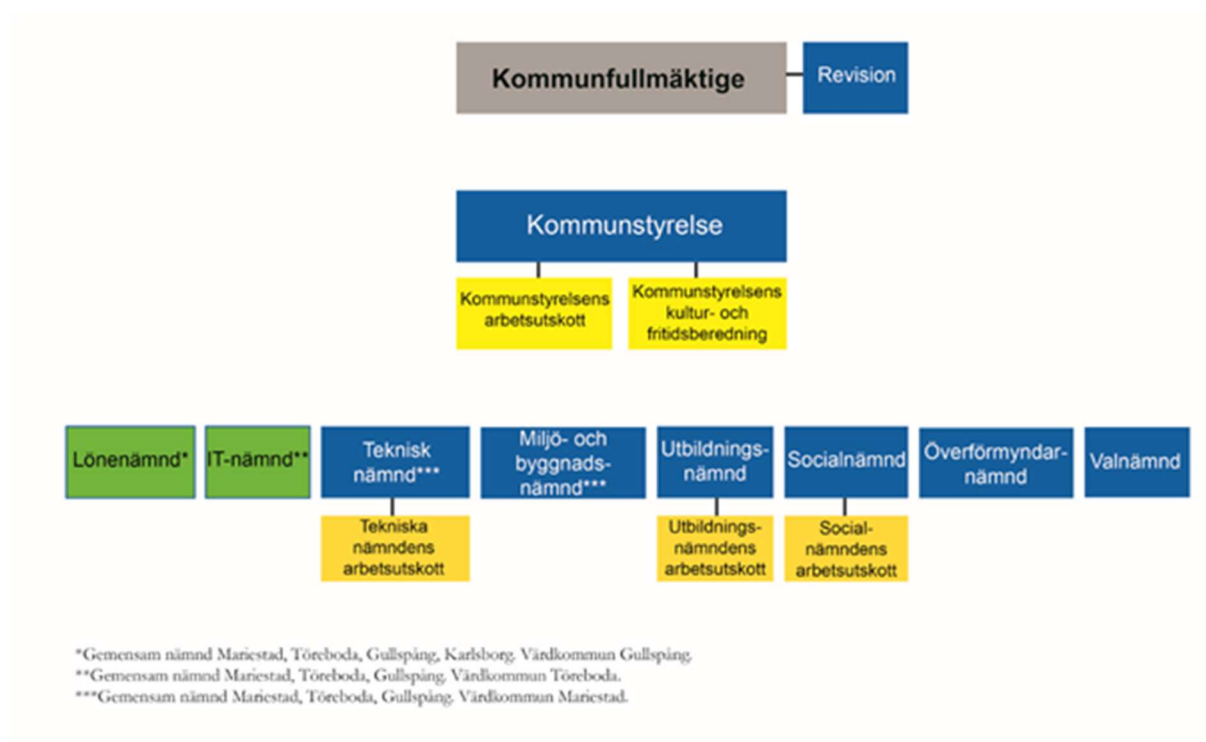 Kommunfullmäktige
Revision
Kommunstyrelse
Kommunstyrelsens
arbetsutskott
Kommunstyrelsens
kultur- och
fritidsberedning
Lönenämnd*
IT-nämnd**
Teknisk
nämnd***
Miljö- och
byggnads-
nämnd***
Utbildnings-
nämnd
Socialnämnd
Överförmyndar-
nämnd
Valnämnd
Tekniska
nämndens
arbetsutskott
Utbildnings-
nämndens
arbetsutskott
Social-
nämndens
arbetsutskott
*Gemensam nämnd Mariestad, Töreboda, Gullspång, Karlsborg. Värdkommun Gullspång.
**Gemensam nämnd Mariestad, Töreboda, Gullspång. Värdkommun Töreboda.
***Gemensam nämnd Mariestad, Töreboda, Gullspång. Värdkommun Mariestad.